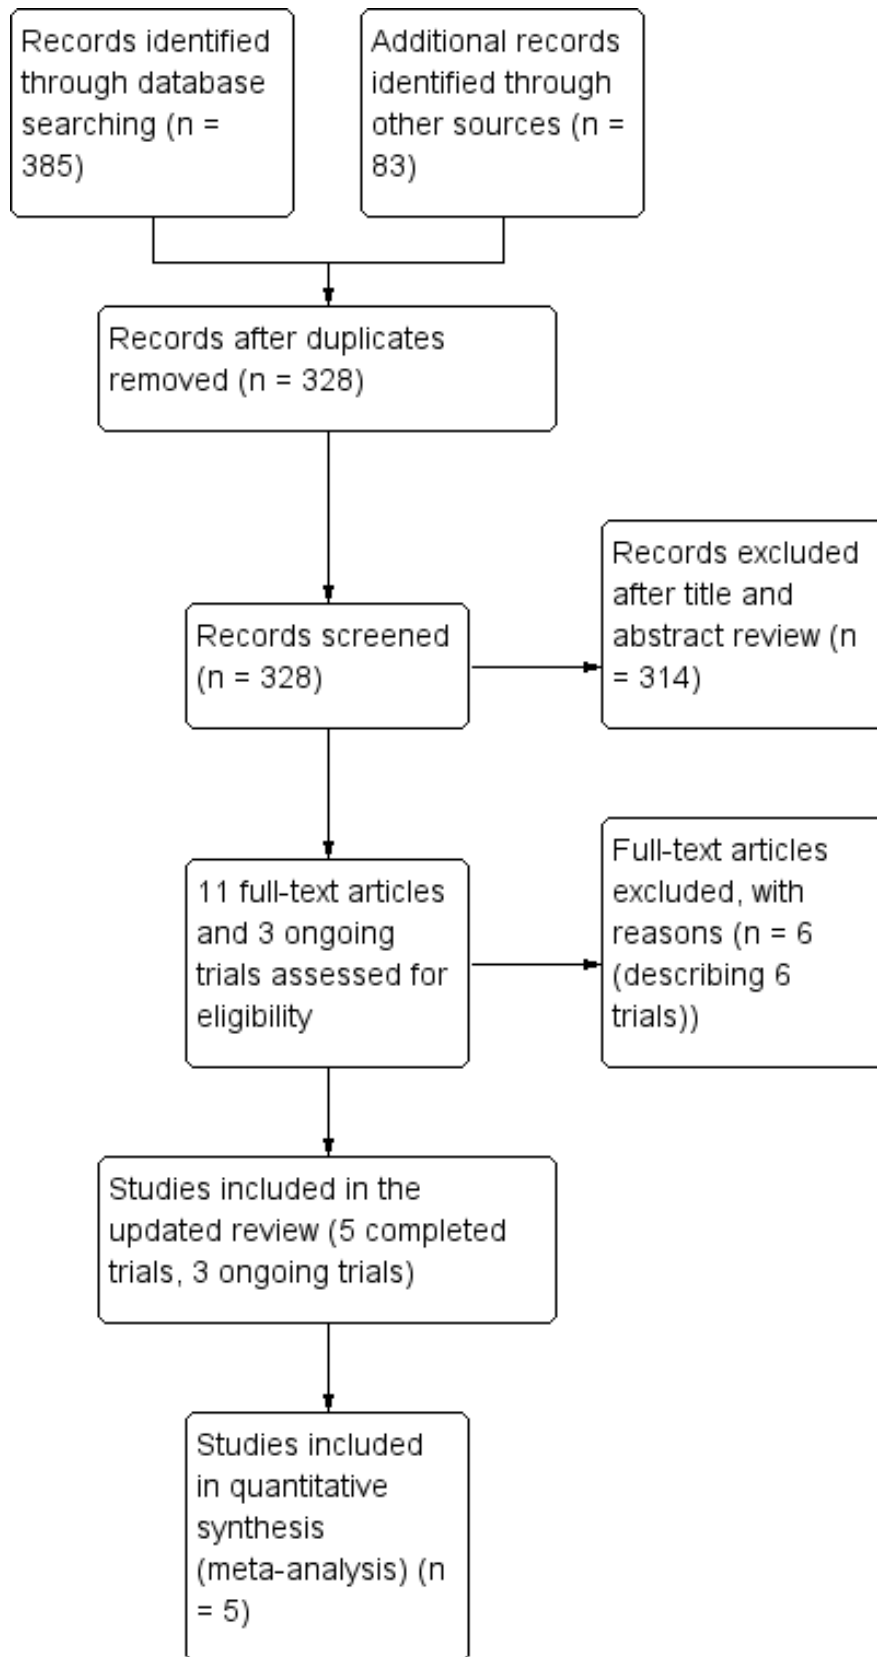 Records identified
through database
searching (n =
385)
Additional records
identified through
other sources (n =
83)
Records after duplicates
removed (n = 328)
Records screened
(n = 328)
Records excluded
after title and
abstract review (n
= 314)
11 full-text articles
and 3 ongoing
trials assessed for
eligibility
Full-text articles
excluded, with
reasons (n = 6
(describing 6
trials))
Studies included in the
updated review (5 completed
trials, 3 ongoing trials)
Studies included
in quantitative
synthesis
(meta-analysis) (n
= 5)